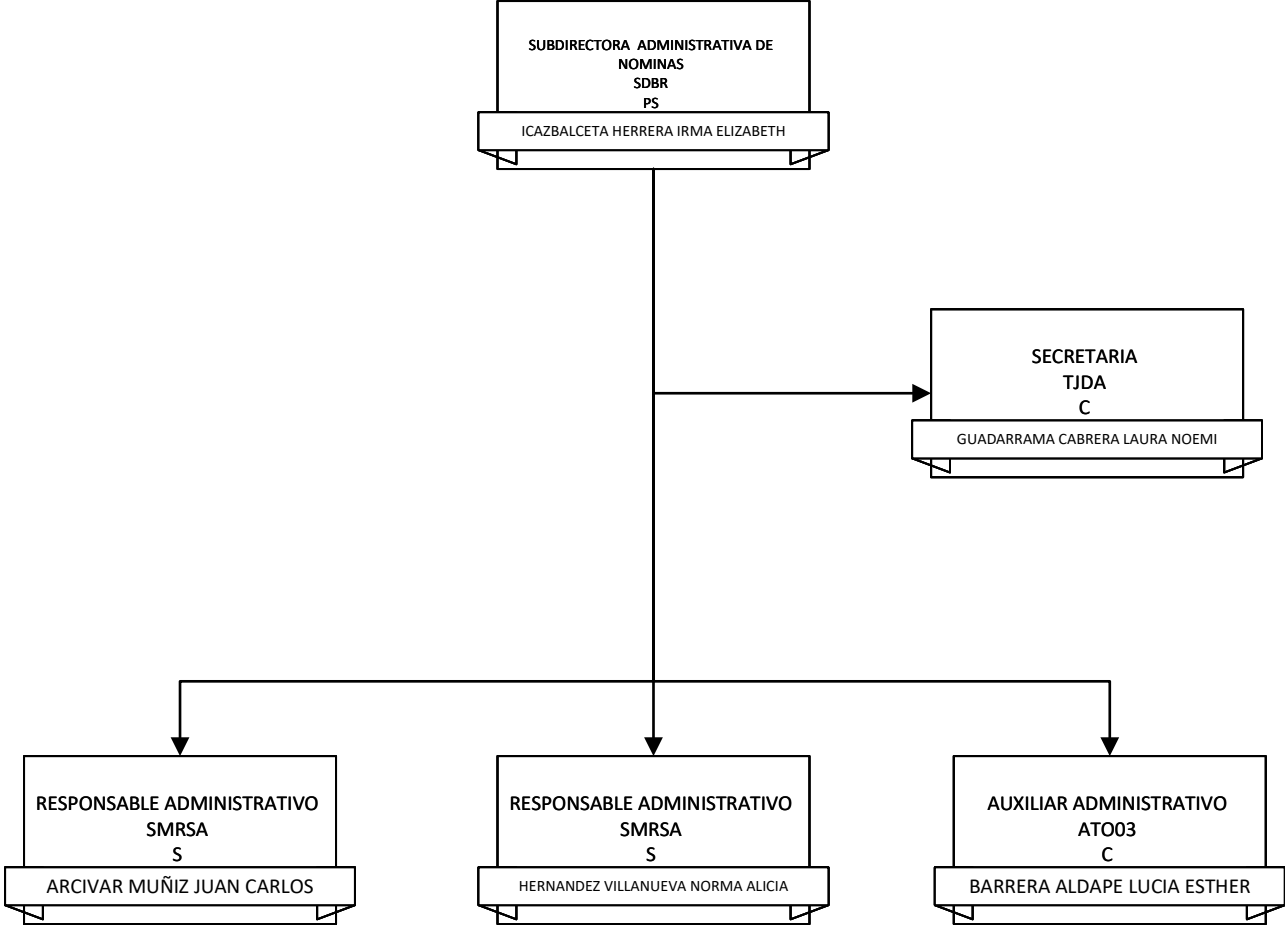 SUBDIRECTORA ADMINISTRATIVA DE
NOMINAS
SDBR
PS
ICAZBALCETA HERRERA IRMA ELIZABETH
SECRETARIA
TJDA
C
GUADARRAMA CABRERA LAURA NOEMI
RESPONSABLE ADMINISTRATIVO
SMRSA
S
ARCIVAR MUÑIZ JUAN CARLOS
RESPONSABLE ADMINISTRATIVO
SMRSA
S
HERNANDEZ VILLANUEVA NORMA ALICIA
AUXILIAR ADMINISTRATIVO
ATO03
C
BARRERA ALDAPE LUCIA ESTHER